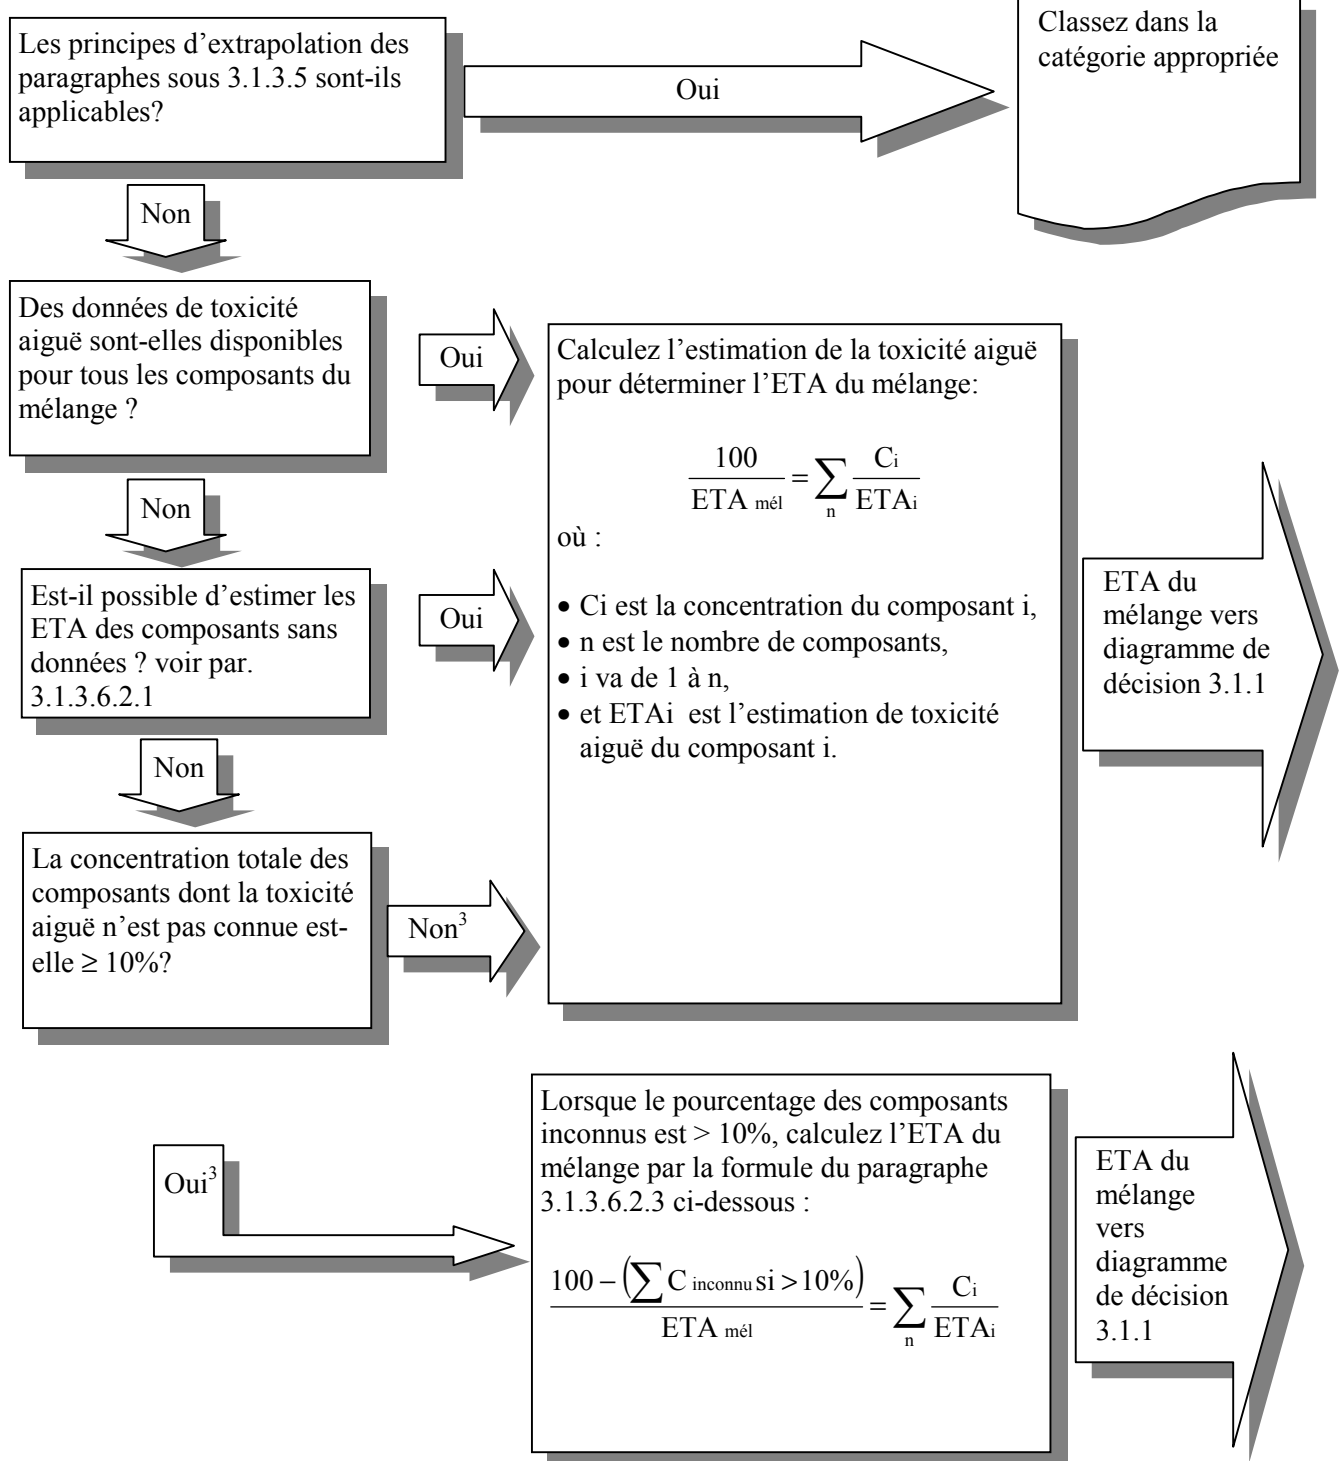 Les principes d’extrapolation des
paragraphes sous 3.1.3.5 sont-ils
applicables?
Oui
Classez dans la
catégorie appropriée
Non
Des données de toxicité
aiguë sont-elles disponibles
pour tous les composants du
mélange ?
Oui
Calculez l’estimation de la toxicité aiguë
pour déterminer l’ETA du mélange:
100 / ETA mél = ∑ n Ci / ETAi
où :
• Ci est la concentration du composant i,
• n est le nombre de composants,
• i va de 1 à n,
• et ETAi est l’estimation de toxicité
aiguë du composant i.
ETA du
mélange vers
diagramme de
décision 3.1.1
Non
Est-il possible d’estimer les
ETA des composants sans
données ? voir par.
3.1.3.6.2.1
Oui
Non
La concentration totale des
composants dont la toxicité
aiguë n’est pas connue est-
elle ≥ 10%?
Non³
Oui³
Lorsque le pourcentage des composants
inconnus est > 10%, calculez l’ETA du
mélange par la formule du paragraphe
3.1.3.6.2.3 ci-dessous :
100 – (∑ C inconnu si > 10%) / ETA mél = ∑ n Ci / ETAi
ETA du
mélange
vers
diagramme
de décision
3.1.1